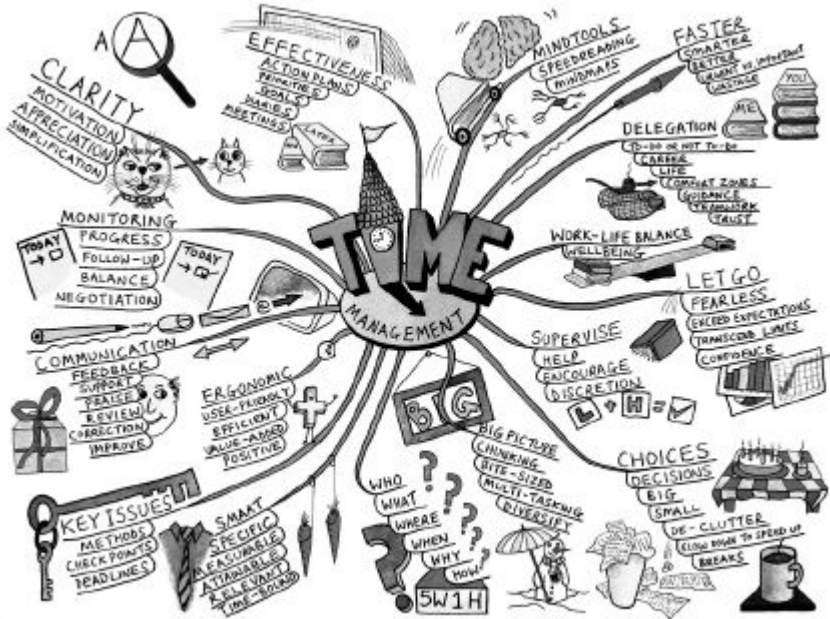 TIME
MANAGEMENT
A
A
CLARITY
MOTIVATION
APPRECIATION
SIMPLIFICATION
EFFECTIVENESS
ACTION PLANS
PRIORITIES
GOALS
DIARIES
MEETINGS
LATER
MINDTOOLS
SPEEDREADING
MINDMAPS
FASTER
SMARTER
BETTER
URGENT VS. IMPORTANT
WASTAGE
ME
YOU
DELEGATION
TO-DO OR NOT TO-DO
CAREER
LIFE
COMFORT ZONES
GUIDANCE
TEAMWORK
TRUST
WORK-LIFE BALANCE
WELLBEING
LET GO
FEARLESS
EXCEED EXPECTATIONS
TRANSCEND LIMITS
CONFIDENCE
SUPERVISE
HELP
ENCOURAGE
DISCRETION
L + H =
CHOICES
DECISIONS
BIG
SMALL
DE-CLUTTER
SLOW DOWN TO SPEED UP
BREAKS
BIG
BIG PICTURE
CHUNKING
BITE-SIZED
MULTI-TASKING
DIVERSIFY
WHO
WHAT
WHERE
WHEN
WHY
HOW
5W1H
SMART
SPECIFIC
MEASURABLE
ATTAINABLE
RELEVANT
TIME-BOUND
KEY ISSUES
METHODS
CHECKPOINTS
DEADLINES
ERGONOMIC
USER-FRIENDLY
EFFICIENT
VALUE-ADDED
POSITIVE
COMMUNICATION
FEEDBACK
SUPPORT
PRAISE
REVIEW
CORRECTION
IMPROVE
MONITORING
PROGRESS
FOLLOW-UP
BALANCE
NEGOTIATION
TODAY
TODAY